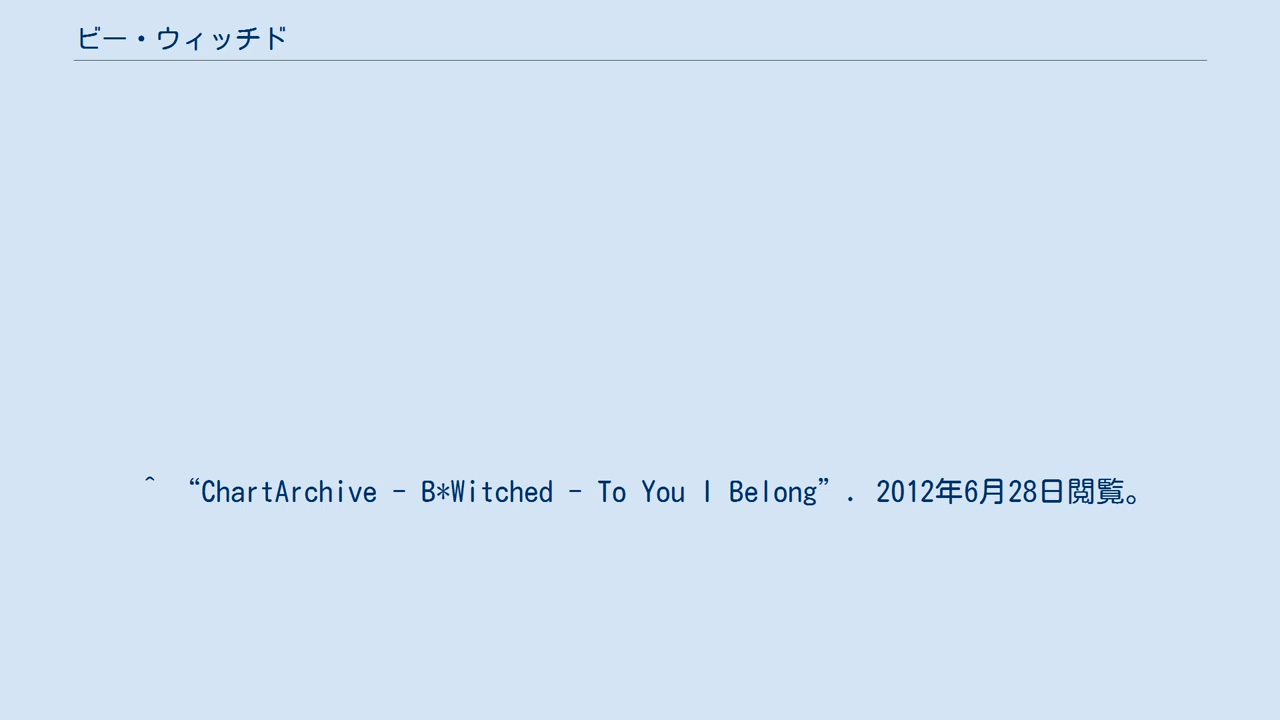 ビー・ウィッチド
^ “ChartArchive - B*Witched - To You I Belong”. 2012年6月28日閲覧。